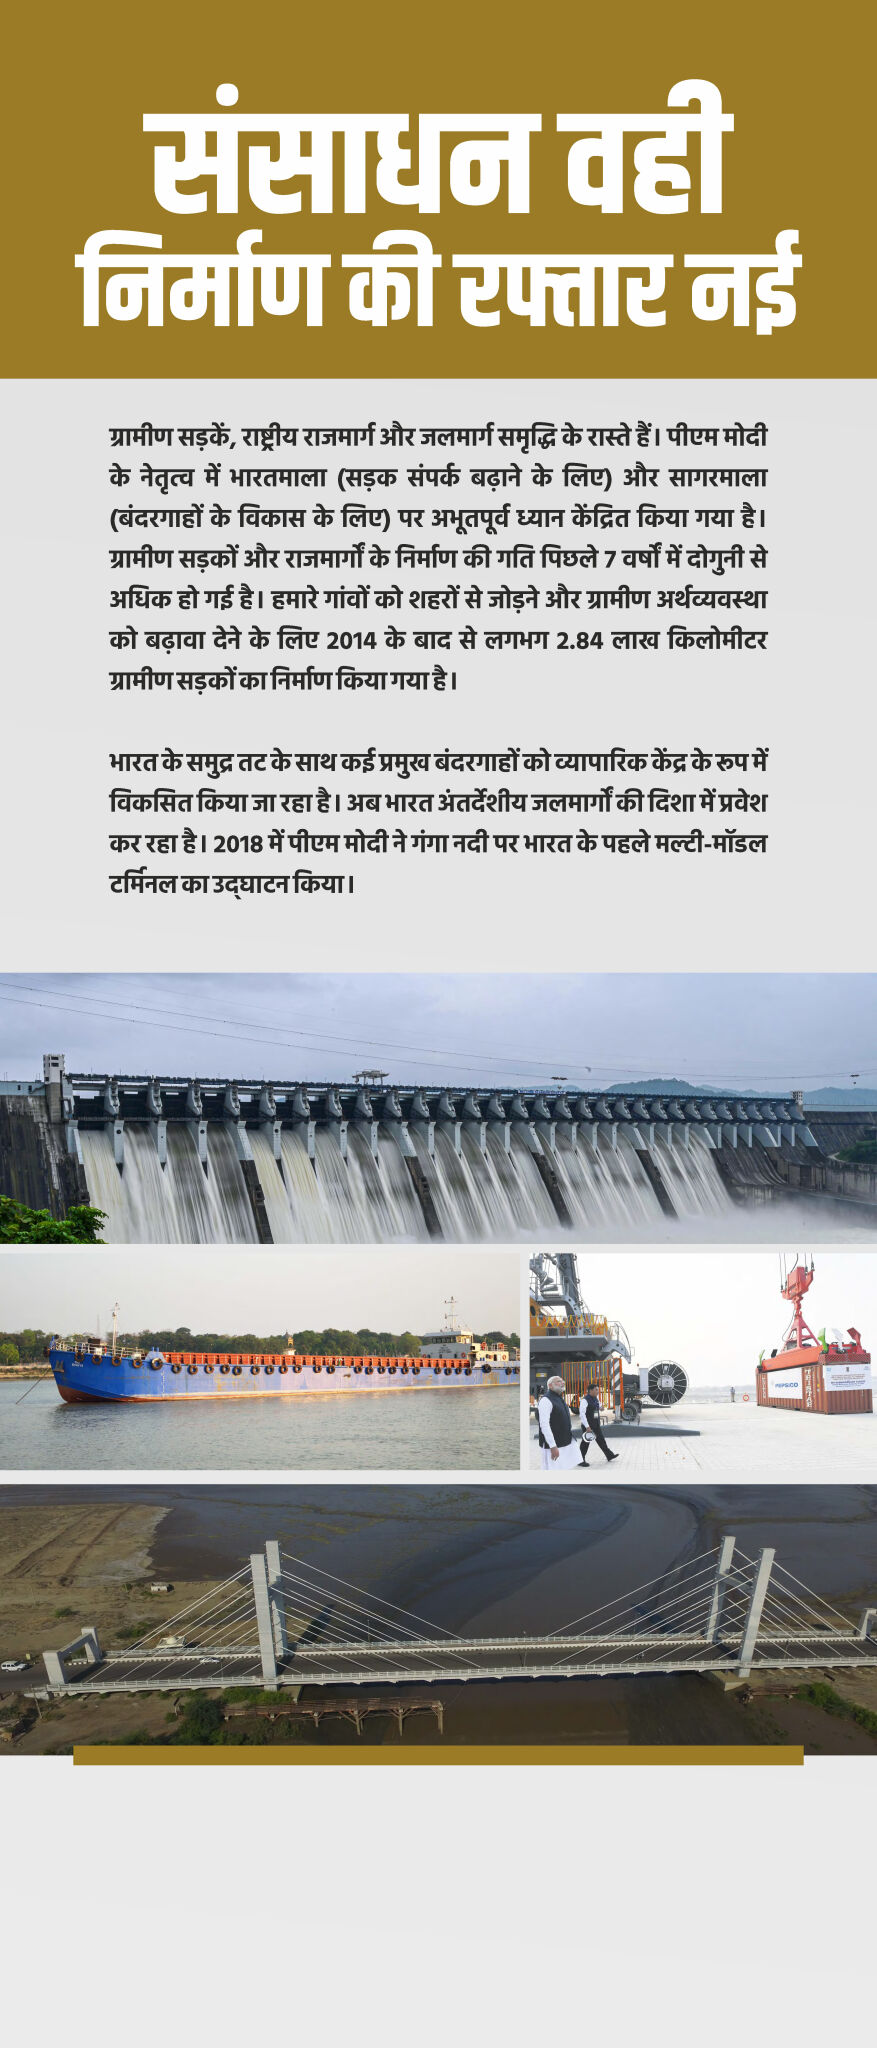 संसाधन वही
निर्माण की रफ्तार नई
ग्रामीण सड़कें, राष्ट्रीय राजमार्ग और जलमार्ग समृद्धि के रास्ते हैं। पीएम मोदी
के नेतृत्व में भारतमाला (सड़क संपर्क बढ़ाने के लिए) और सागरमाला
(बंदरगाहों के विकास के लिए) पर अभूतपूर्व ध्यान केंद्रित किया गया है।
ग्रामीण सड़कों और राजमार्गों के निर्माण की गति पिछले 7 वर्षों में दोगुनी से
अधिक हो गई है। हमारे गांवों को शहरों से जोड़ने और ग्रामीण अर्थव्यवस्था
को बढ़ावा देने के लिए 2014 के बाद से लगभग 2.84 लाख किलोमीटर
ग्रामीण सड़कों का निर्माण किया गया है।
भारत के समुद्र तट के साथ कई प्रमुख बंदरगाहों को व्यापारिक केंद्र के रूप में
विकसित किया जा रहा है। अब भारत अंतर्देशीय जलमार्गों की दिशा में प्रवेश
कर रहा है। 2018 में पीएम मोदी ने गंगा नदी पर भारत के पहले मल्टी-मॉडल
टर्मिनल का उद्‌घाटन किया।
PEPSICO